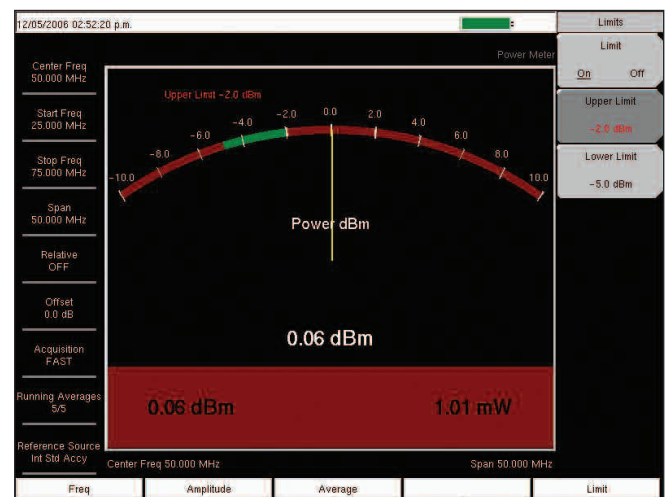 12/05/2006 02:52:20 p.m.
Limits
Power Meter
Limit
On Off
Upper Limit
-2.0 dBm
Lower Limit
-5.0 dBm
Center Freq
50.000 MHz
Start Freq
25.000 MHz
Stop Freq
75.000 MHz
Span
50.000 MHz
Relative
OFF
Offset
0.0 dB
Acquisition
FAST
Running Averages
5/5
Reference Source
Int Std Accy
Upper Limit -2.0 dBm
-10.0 -8.0 -6.0 -4.0 -2.0 0.0 2.0 4.0 6.0 8.0 10.0
Power dBm
0.06 dBm
0.06 dBm 1.01 mW
Center Freq 50.000 MHz Span 50.000 MHz
Freq Amplitude Average Limit